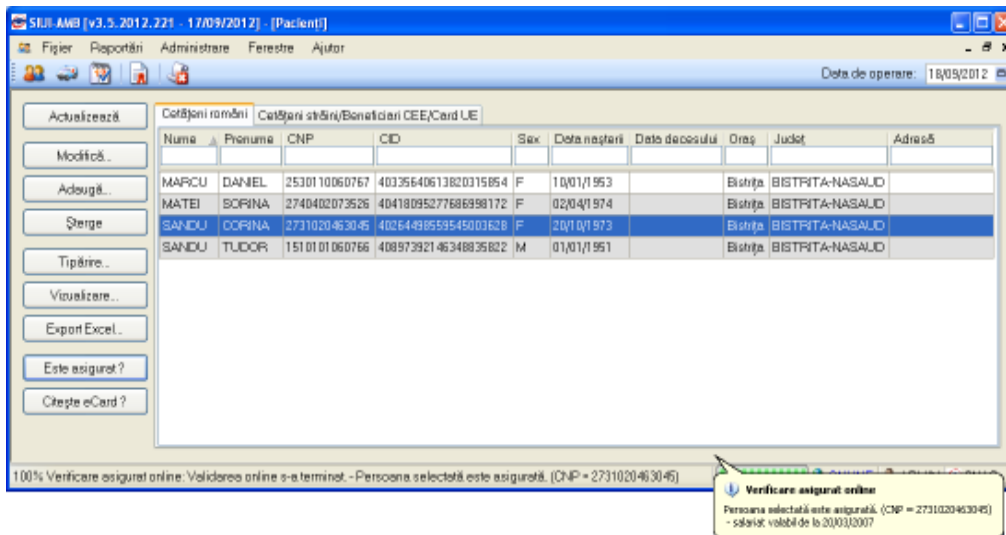 SIUI-AMB [v3.5.2012.221 - 17/09/2012] - [Pacienți]
Fișier Raportări Administrare Ferestre Ajutor
Data de operare: 18/09/2012
Actualizează
Modifică...
Adaugă...
Șterge
Tipărire...
Vizualizare...
Export Excel...
Este asigurat?
Citește eCard?
Cetățeni români Cetățeni străini/Beneficiari CEE/Card UE
Nume Prenume CNP CID Sex Data nașterii Data decesului Oraș Județ Adresă
MARCU DANIEL 2530110060767 40335640613820315854 F 10/01/1953 Bistrița BISTRITA-NASAUD
MATEI SORINA 2740402073526 40418095277686998172 F 02/04/1974 Bistrița BISTRITA-NASAUD
SANDU CORINA 2731020463045 40264498559545003628 F 20/10/1973 Bistrița BISTRITA-NASAUD
SANDU TUDOR 1510101060766 40897392146348835822 M 01/01/1951 Bistrița BISTRITA-NASAUD
100% Verificare asigurat online: Validarea online s-a terminat. - Persoana selectată este asigurată. (CNP = 2731020463045)
Verificare asigurat online
Persoana selectată este asigurată. (CNP = 2731020463045)
- salariat valabil de la 20/03/2007